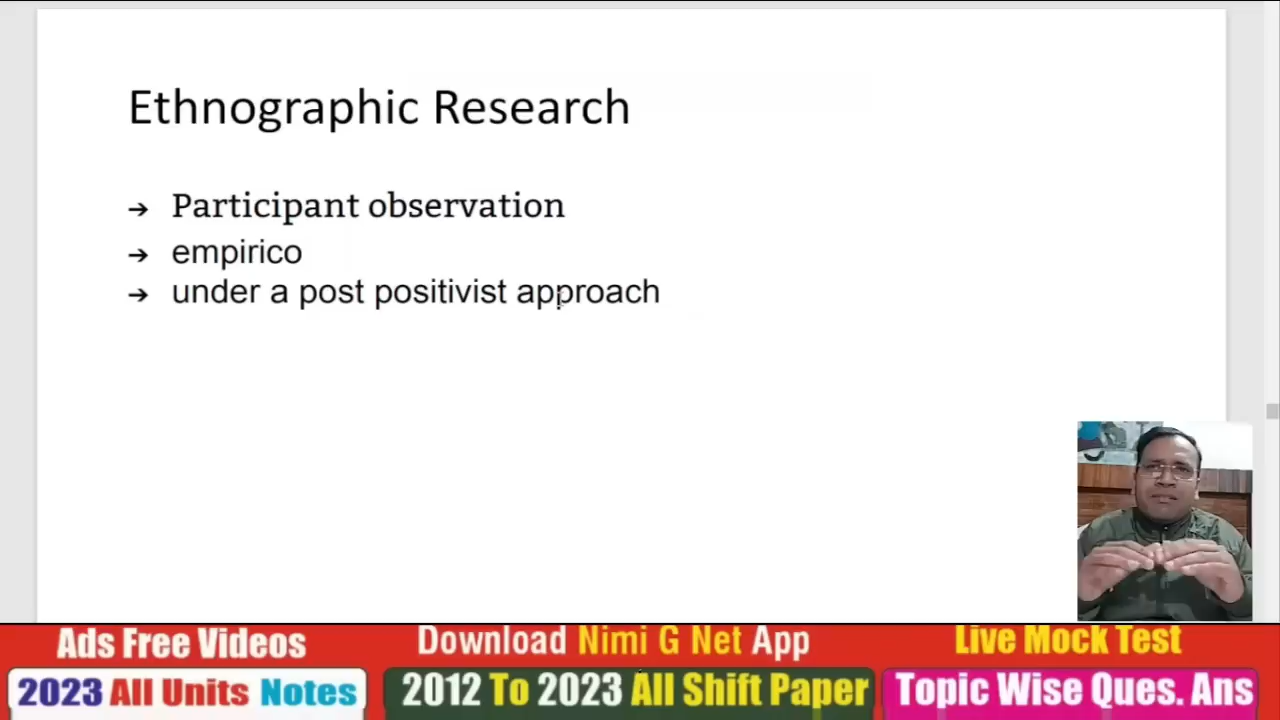 Ethnographic Research
➔ Participant observation
➔ empirico
➔ under a post positivist approach
Ads Free Videos
Download Nimi G Net App
Live Mock Test
2023 All Units Notes
2012 To 2023 All Shift Paper
Topic Wise Ques. Ans